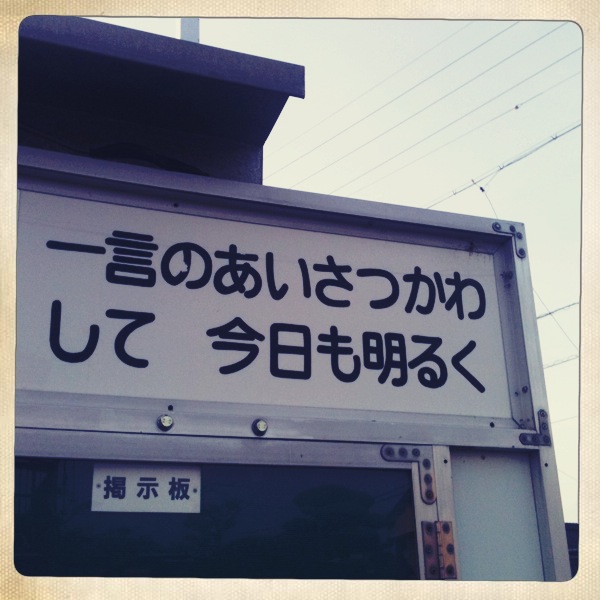 一言のあいさつかわ
して　今日も明るく
掲示板